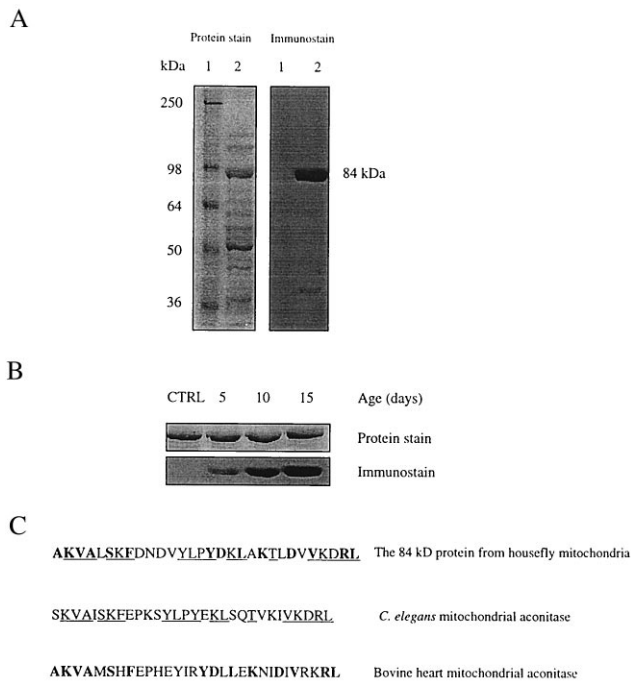 A
Protein stain Immunostain
kDa 1 2 1 2
250
98 84 kDa
64
50
36
B
CTRL 5 10 15 Age (days)
Protein stain
Immunostain
C
AKVALSKFDNDVYLPYDKLAKTLDVVKDRL The 84 kD protein from housefly mitochondria
SKVAISKFEPKSYLPYEKLSQTVKIVKDRL C. elegans mitochondrial aconitase
AKVAMSHFEPHEYIRYDLLEKNIDIVRKRL Bovine heart mitochondrial aconitase